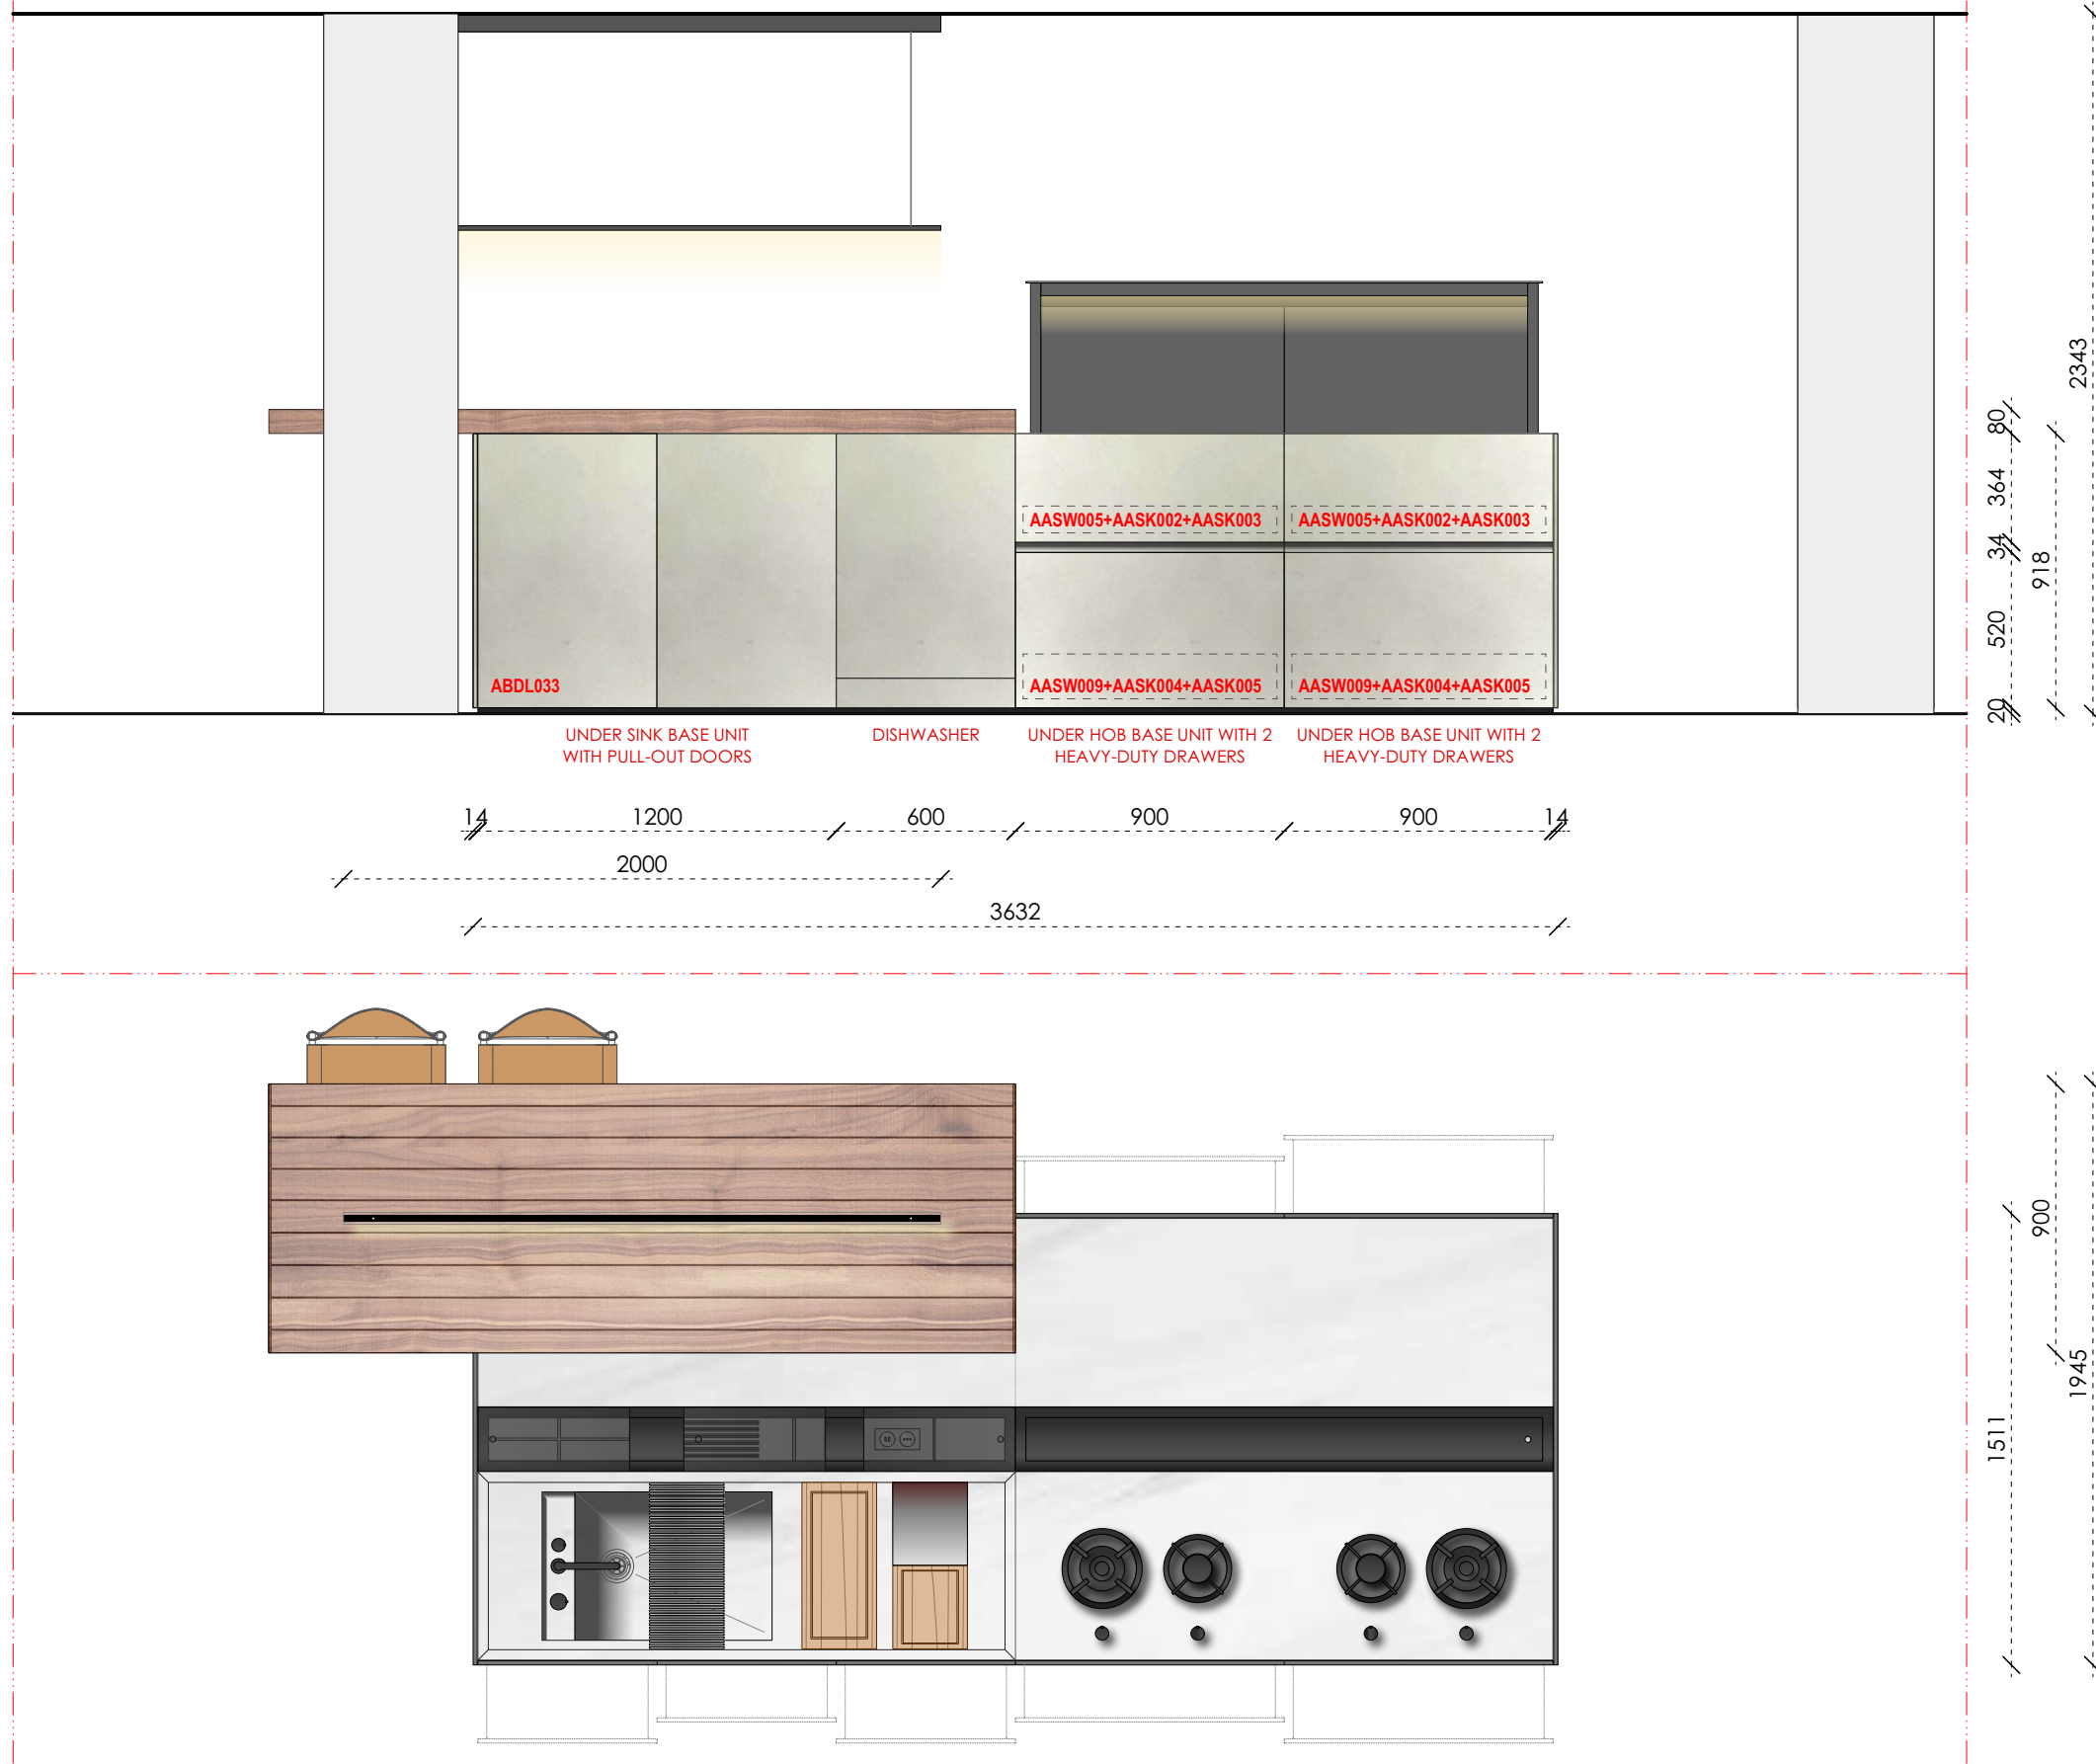 2343
80
364
AASW005+AASK002+AASK003
AASW005+AASK002+AASK003
34
918
520
ABDL033
AASW009+AASK004+AASK005
AASW009+AASK004+AASK005
20
UNDER SINK BASE UNIT
WITH PULL-OUT DOORS
DISHWASHER
UNDER HOB BASE UNIT WITH 2
HEAVY-DUTY DRAWERS
UNDER HOB BASE UNIT WITH 2
HEAVY-DUTY DRAWERS
14
1200
600
900
900
14
2000
3632
900
1945
1511